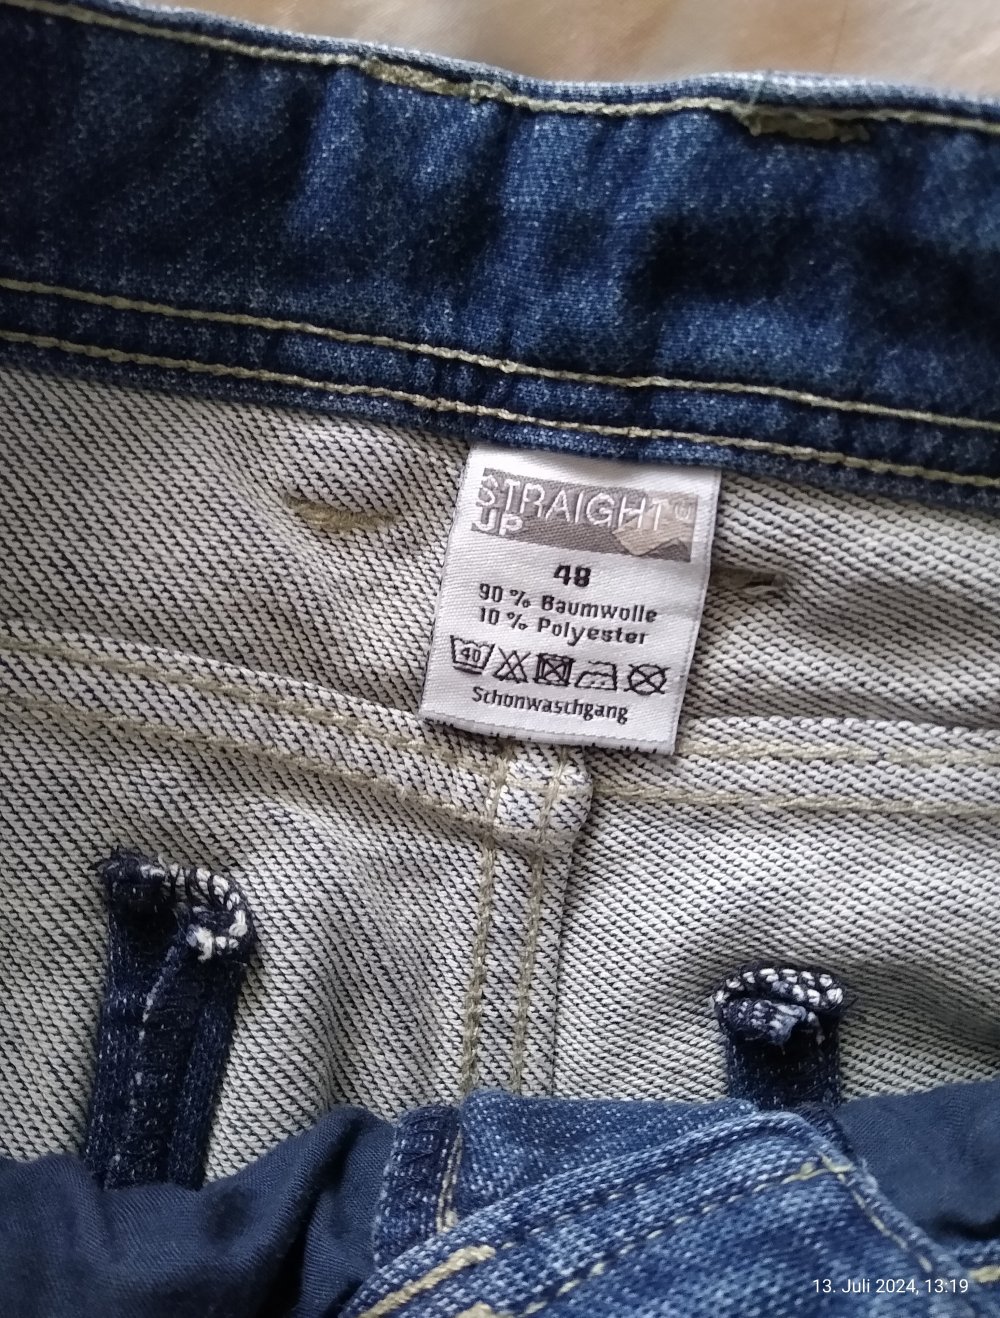 STRAIGHT
UP
48
90 % Baumwolle
10 % Polyester
40
Schonwaschgang
13. Juli 2024, 13:19